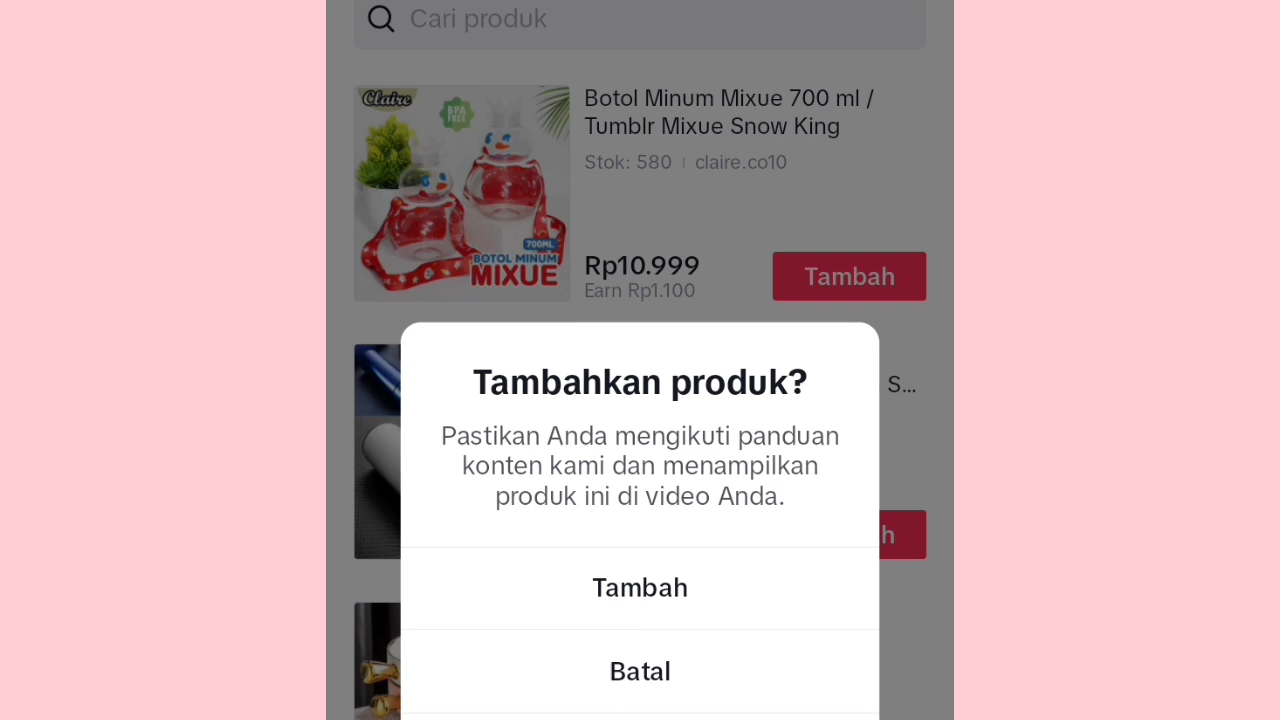 Cari produk
Claire
BPA
FREE
700ML
BOTOL MINUM
MIXUE
Botol Minum Mixue 700 ml /
Tumblr Mixue Snow King
Stok: 580 | claire.co10
Rp10.999
Earn Rp1.100
Tambah
S...
h
Tambahkan produk?
Pastikan Anda mengikuti panduan
konten kami dan menampilkan
produk ini di video Anda.
Tambah
Batal